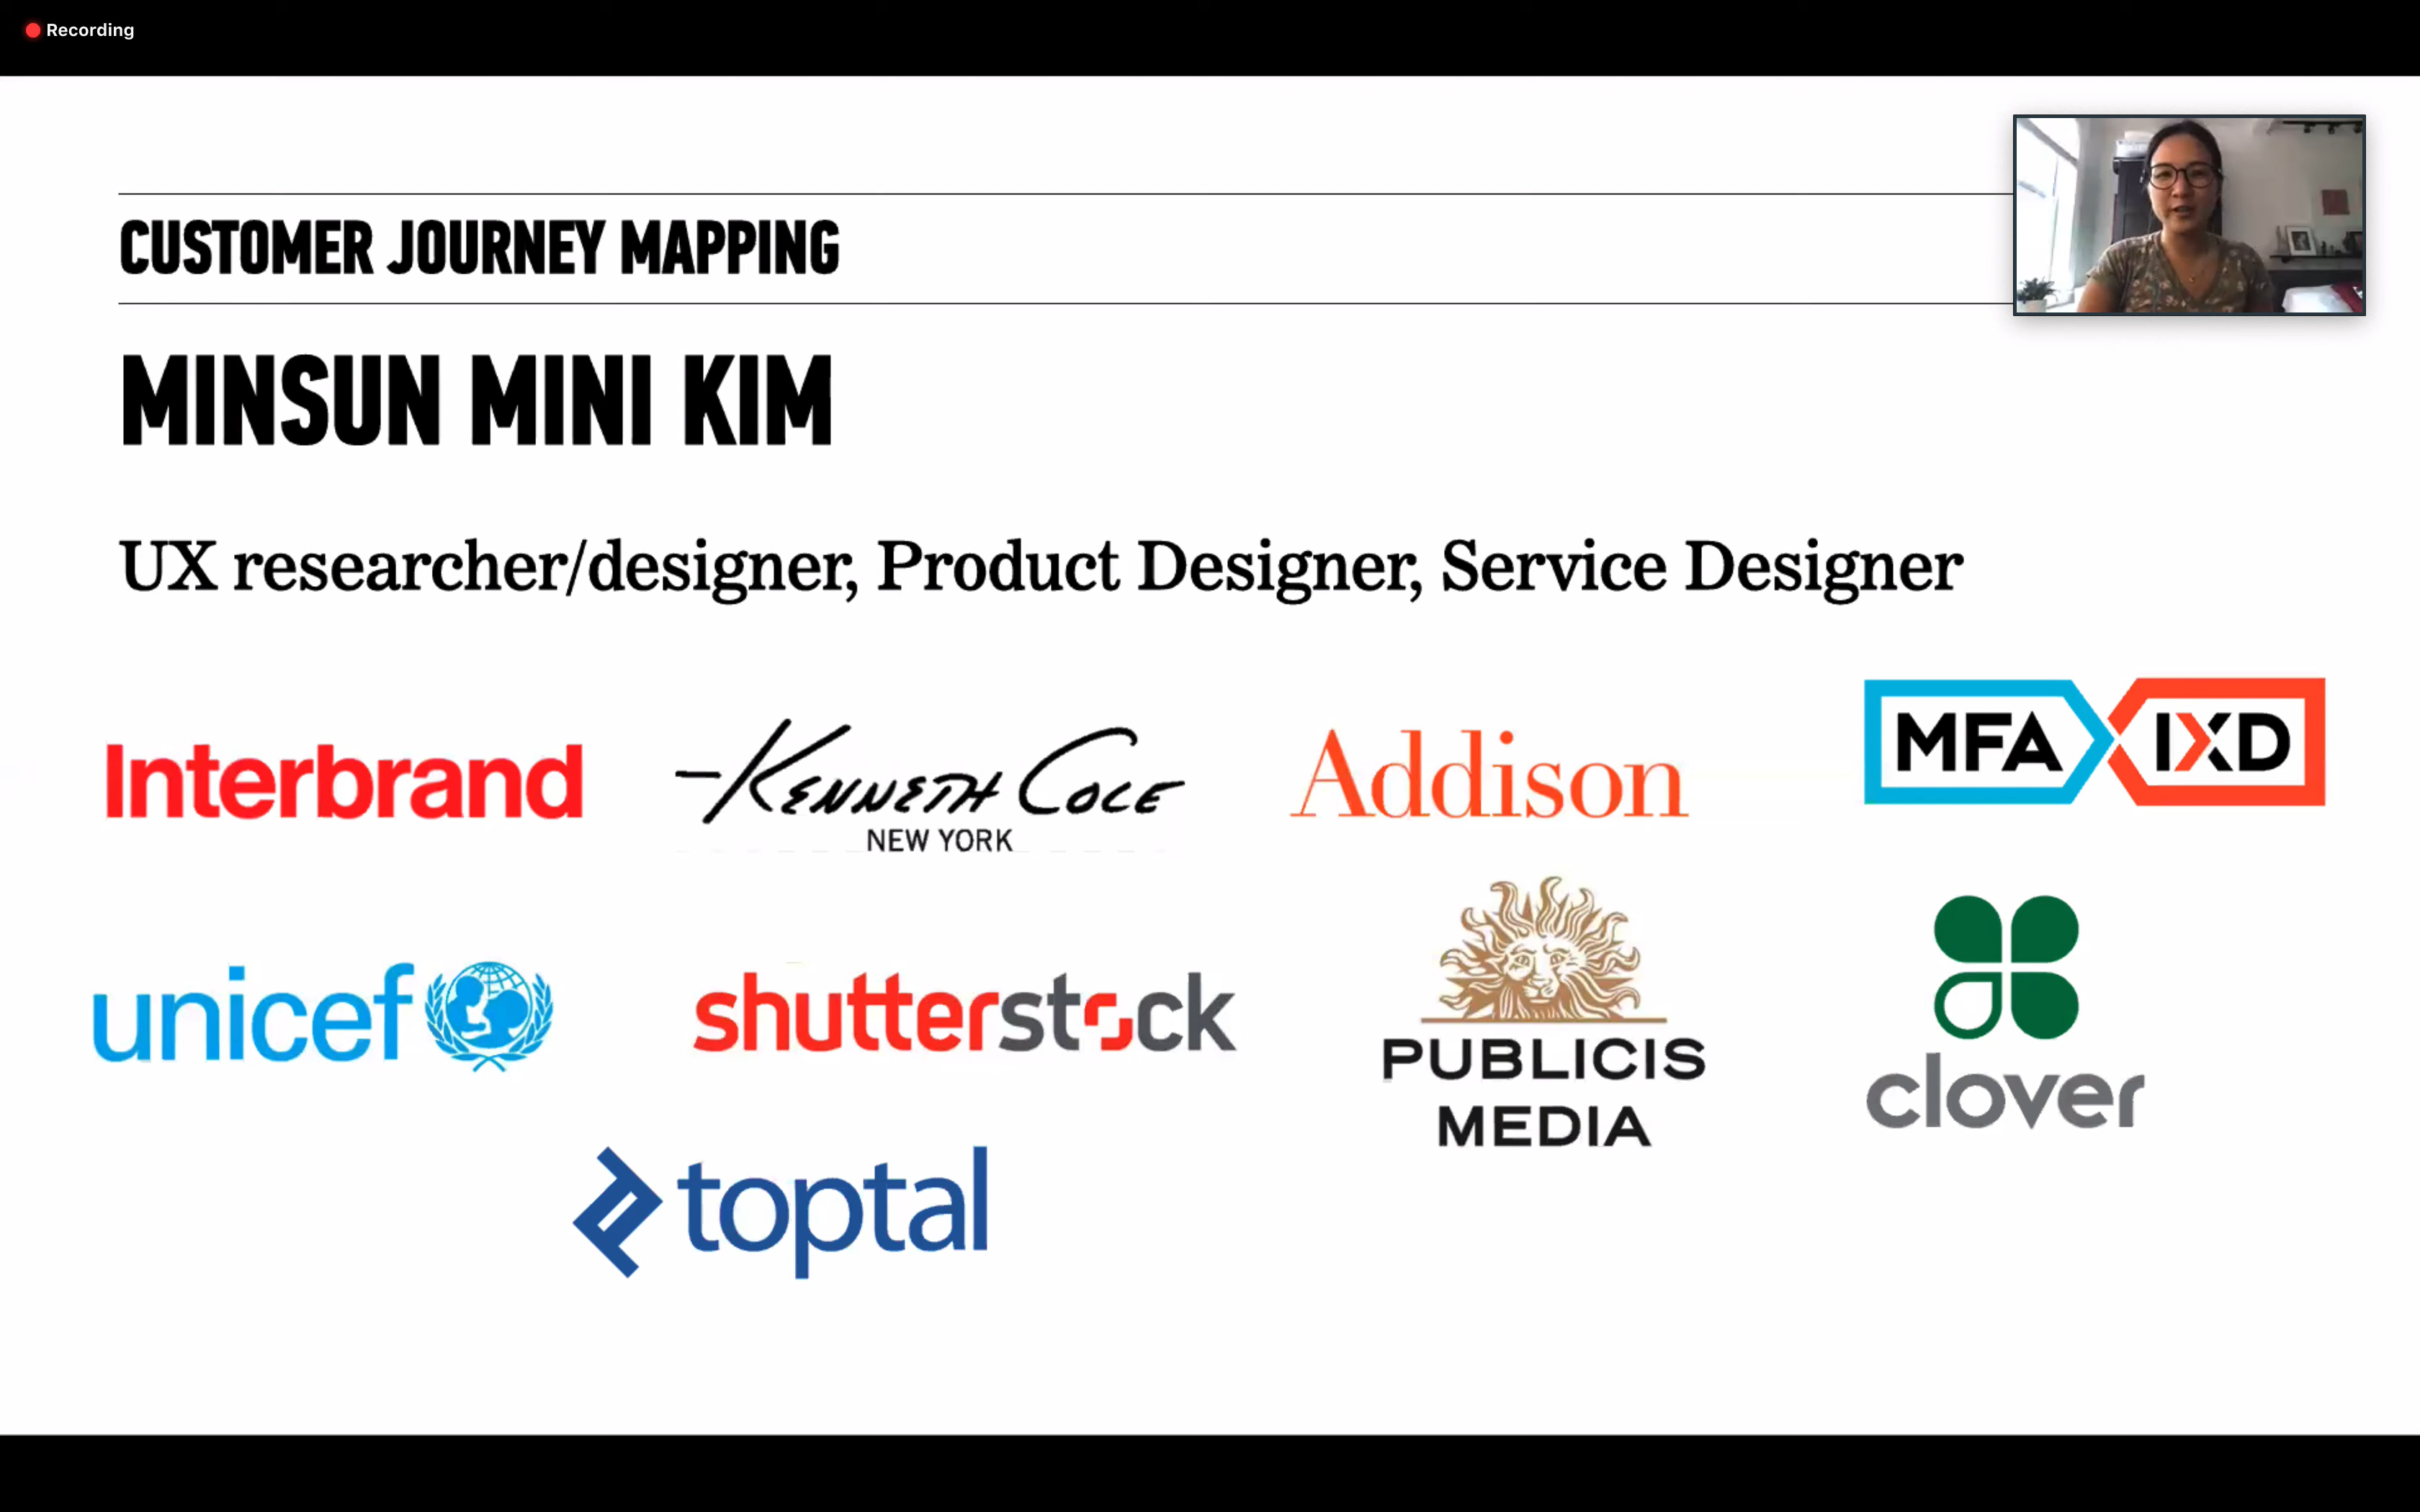 Recording
CUSTOMER JOURNEY MAPPING
MINSUN MINI KIM
UX researcher/designer, Product Designer, Service Designer
Interbrand
KENNETH COLE
NEW YORK
Addison
MFA IXD
unicef
shutterstock
PUBLICIS
MEDIA
clover
toptal